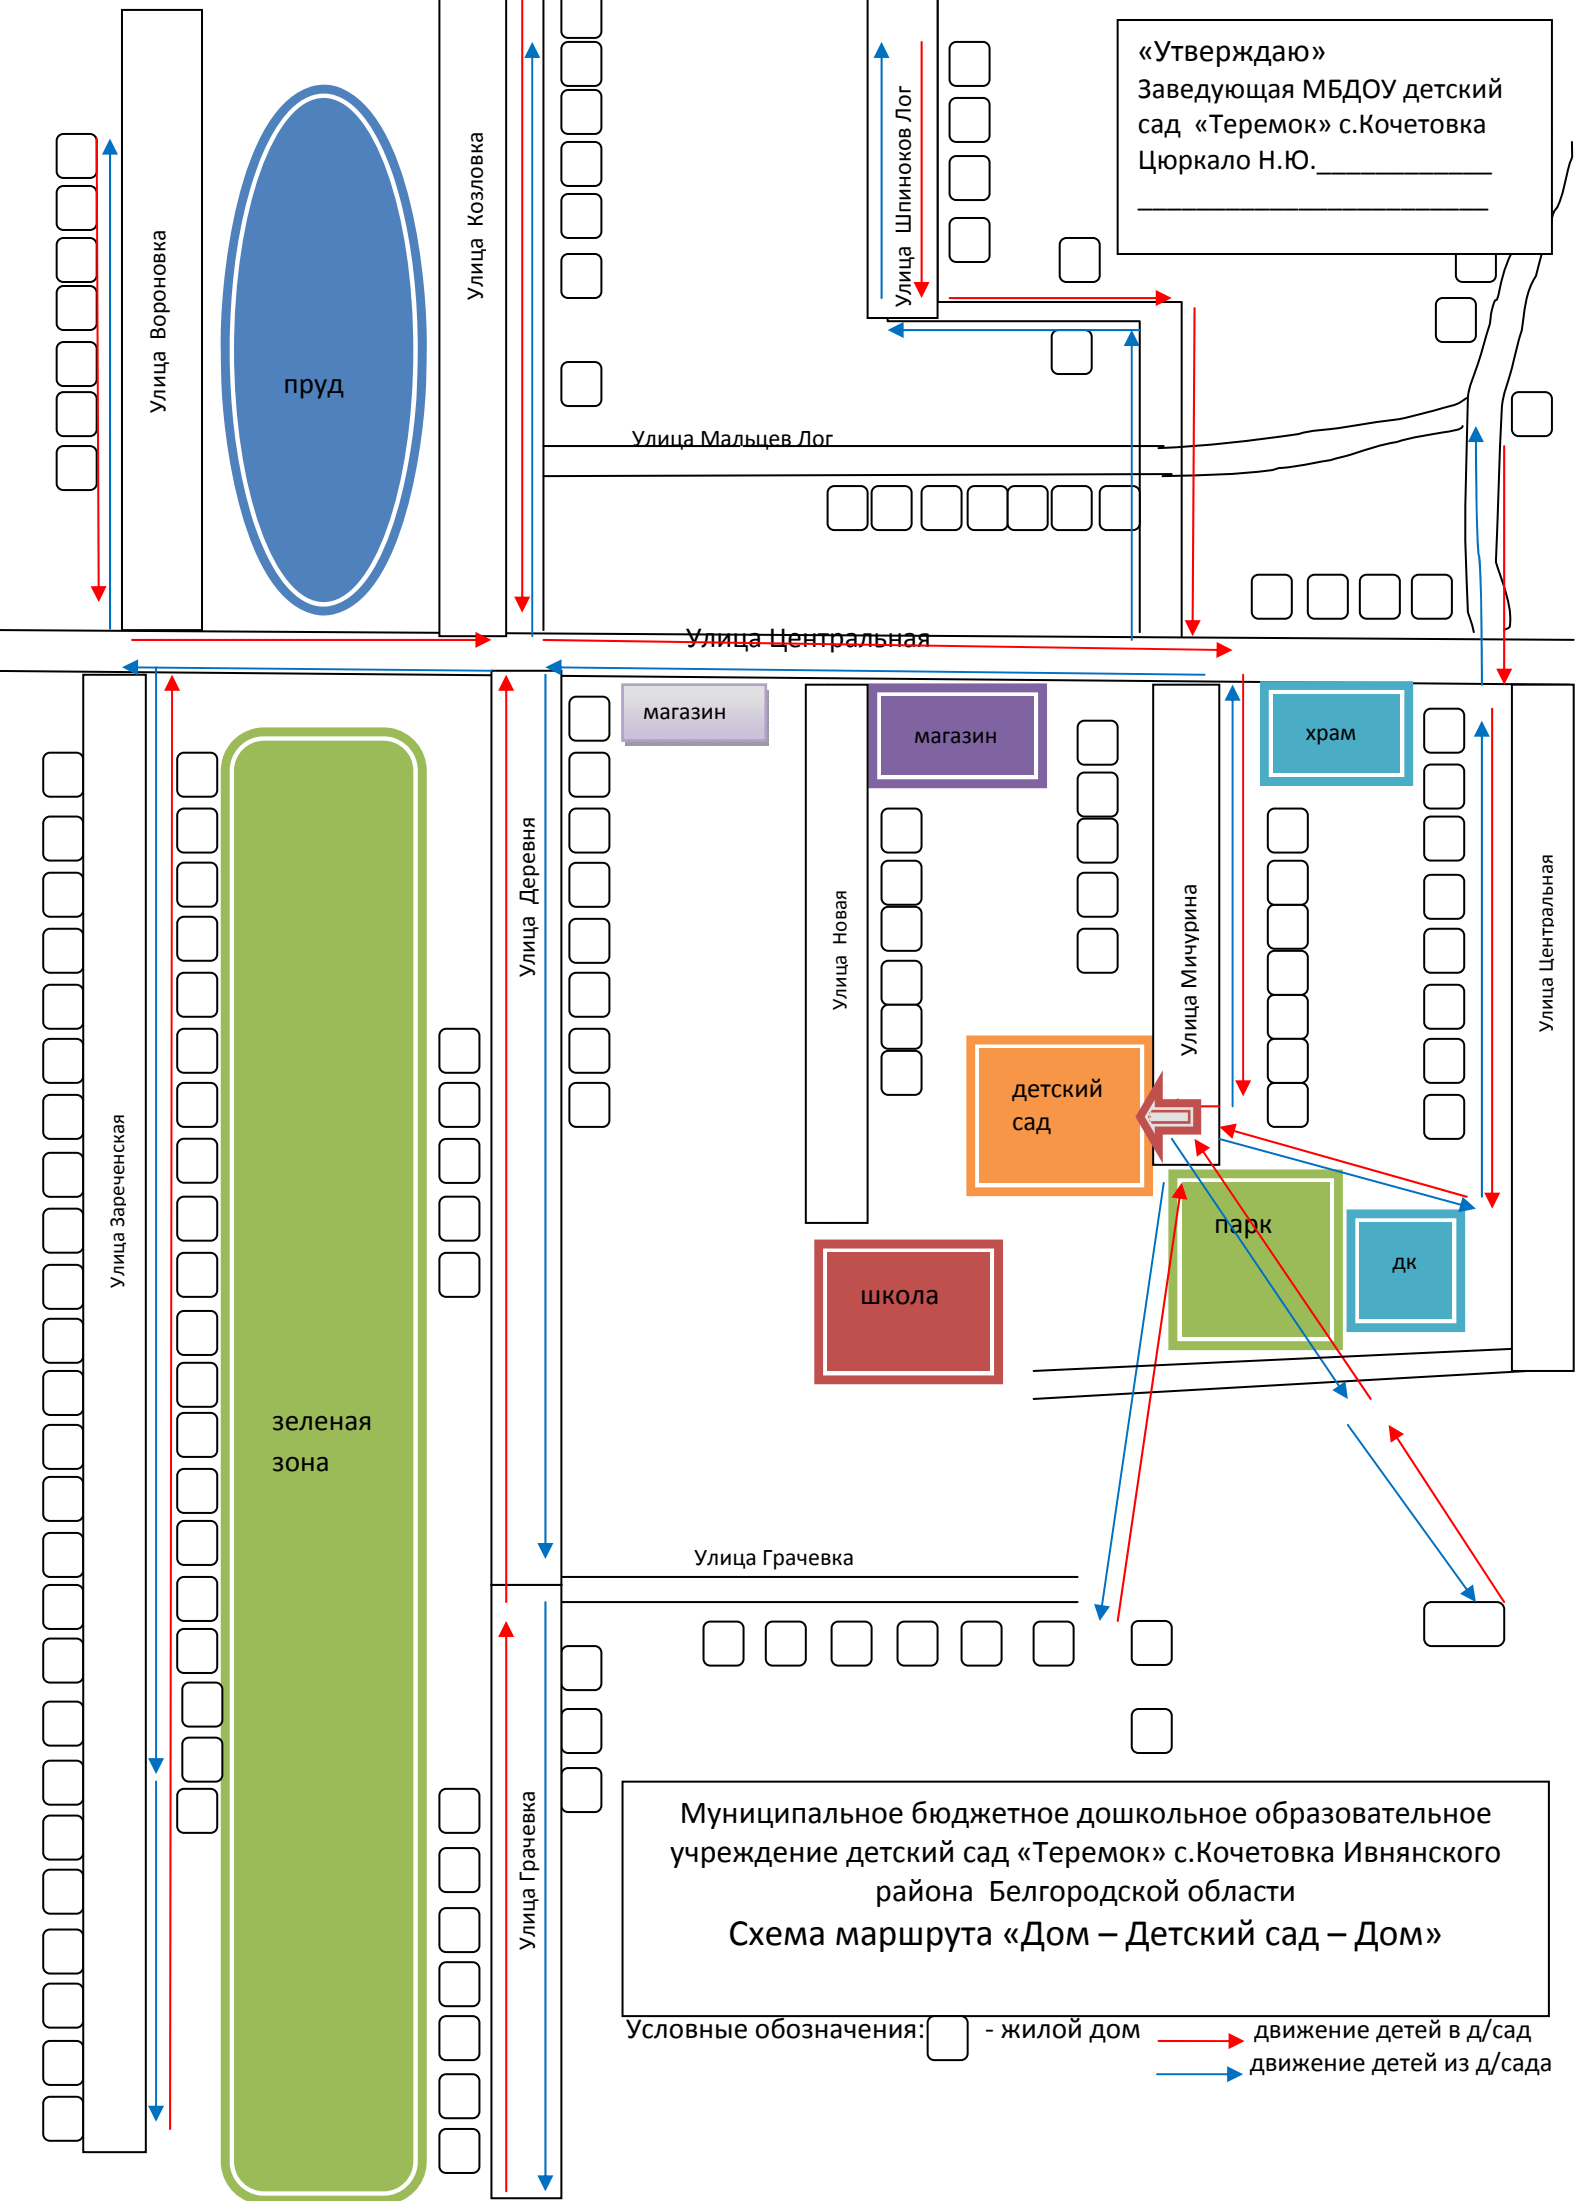 «Утверждаю»
Заведующая МБДОУ детский
сад «Теремок» с.Кочетовка
Цюркало Н.Ю.____________
________________________
Улица Вороновка
пруд
Улица Козловка
Улица Шпиноков Лог
Улица Мальцев Лог
Улица Центральная
магазин
магазин
храм
Улица Деревня
Улица Новая
Улица Мичурина
Улица Центральная
детский
сад
Улица Зареченская
парк
дк
школа
зеленая
зона
Улица Грачевка
Улица Грачевка
Муниципальное бюджетное дошкольное образовательное
учреждение детский сад «Теремок» с.Кочетовка Ивнянского
района Белгородской области
Схема маршрута «Дом – Детский сад – Дом»
Условные обозначения: - жилой дом движение детей в д/сад
движение детей из д/сада